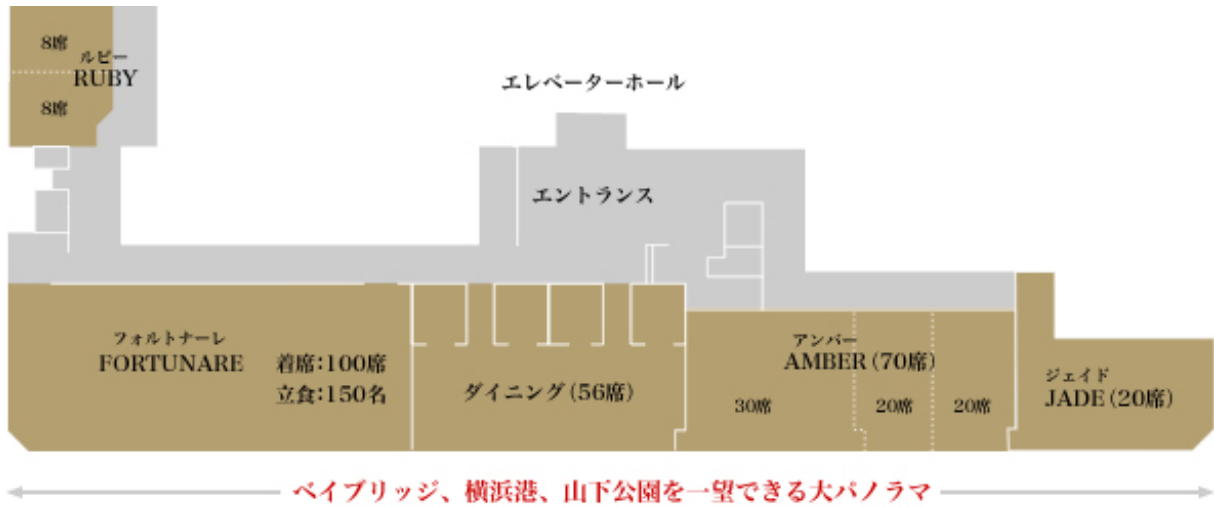 8席
ルビー
RUBY
8席
エレベーターホール
エントランス
フォルトナーレ
FORTUNARE
着席:100席
立食:150名
ダイニング(56席)
アンバー
AMBER(70席)
30席
20席
20席
ジェイド
JADE(20席)
ベイブリッジ、横浜港、山下公園を一望できる大パノラマ